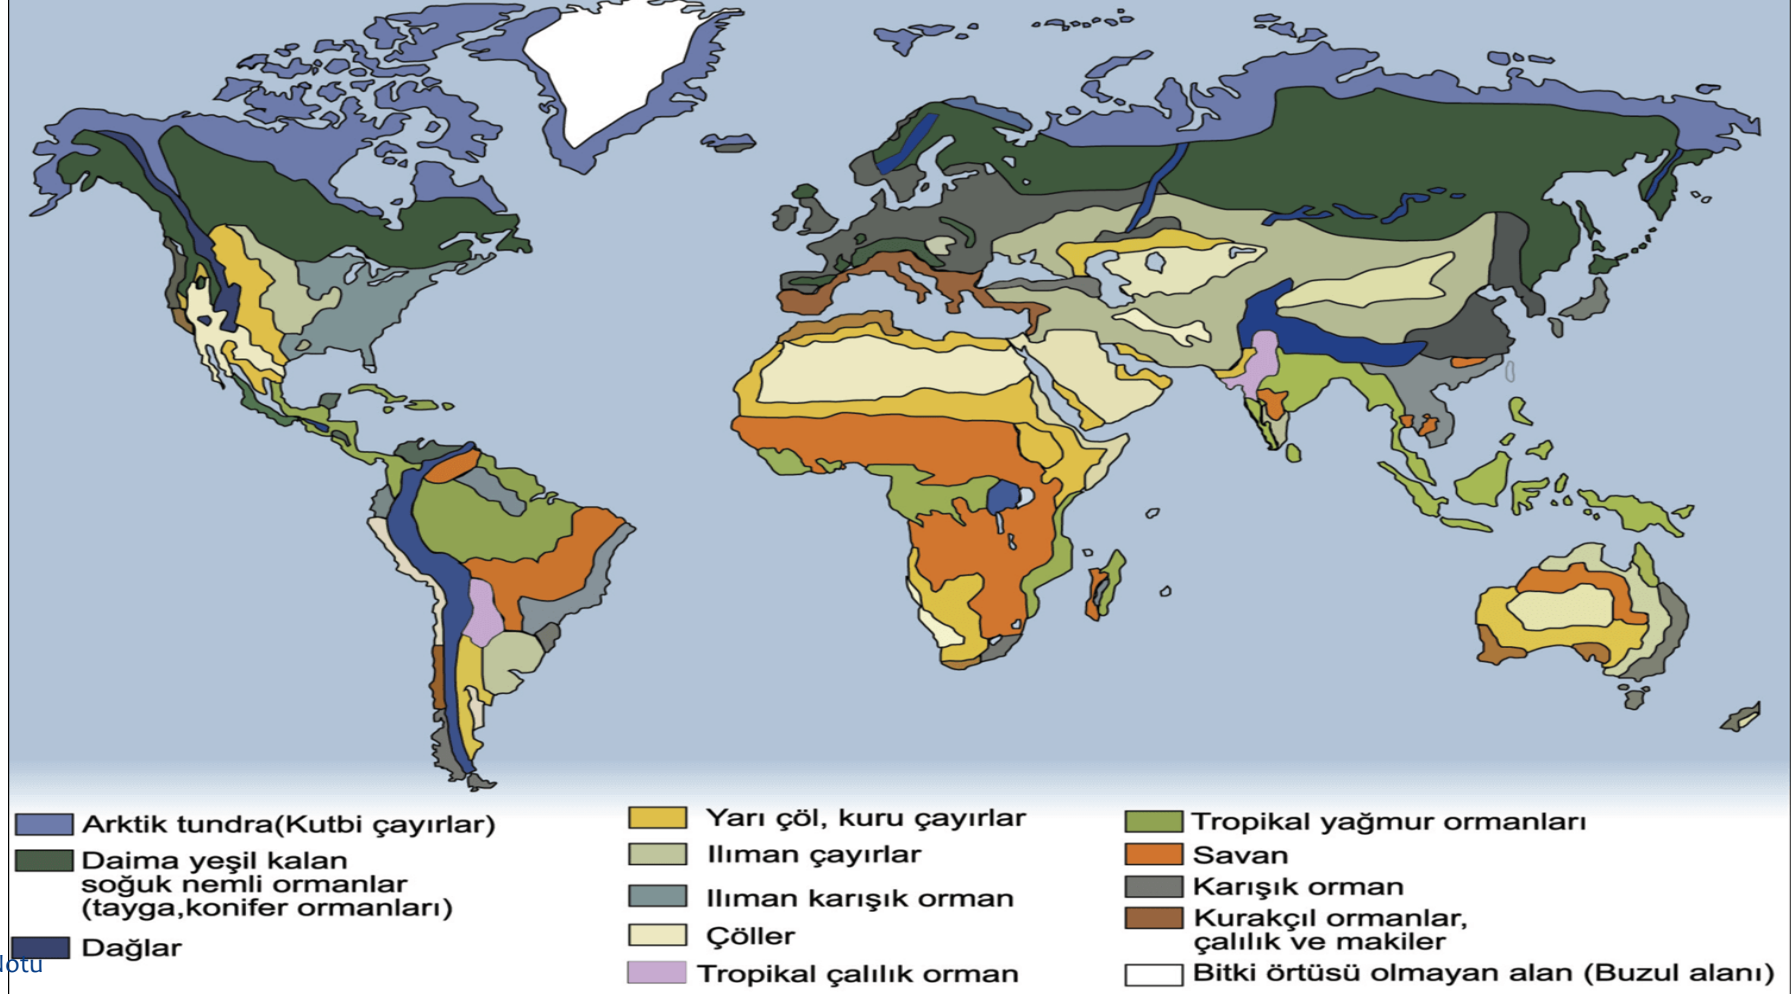 Arktik tundra(Kutbi çayırlar)
Daima yeşil kalan
soğuk nemli ormanlar
(tayga,konifer ormanları)
Dağlar
Yarı çöl, kuru çayırlar
Ilıman çayırlar
Ilıman karışık orman
Çöller
Tropikal çalılık orman
Tropikal yağmur ormanları
Savan
Karışık orman
Kurakçıl ormanlar,
çalılık ve makiler
Bitki örtüsü olmayan alan (Buzul alanı)